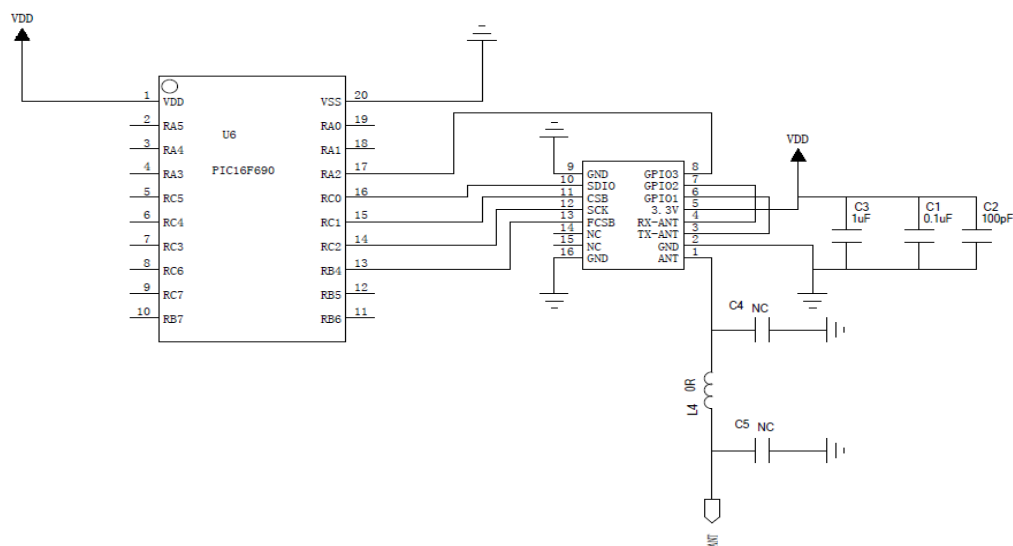 VDD
1 VDD VSS 20
2 RA5 RA0 19
U6
3 RA4 RA1 18
4 RA3 PIC16F690 RA2 17
5 RC5 RC0 16
6 RC4 RC1 15
7 RC3 RC2 14
8 RC6 RB4 13
9 RC7 RB5 12
10 RB7 RB6 11
9 GND GPIO3 8
10 SDIO GPIO2 7
11 CSB GPIO1 6
12 SCK 3.3V 5
13 FCSB RX-ANT 4
14 NC TX-ANT 3
15 NC GND 2
16 GND ANT 1
VDD
C3 C1 C2
1uF 0.1uF 100pF
C4 NC
L4 0R
C5 NC
ANT